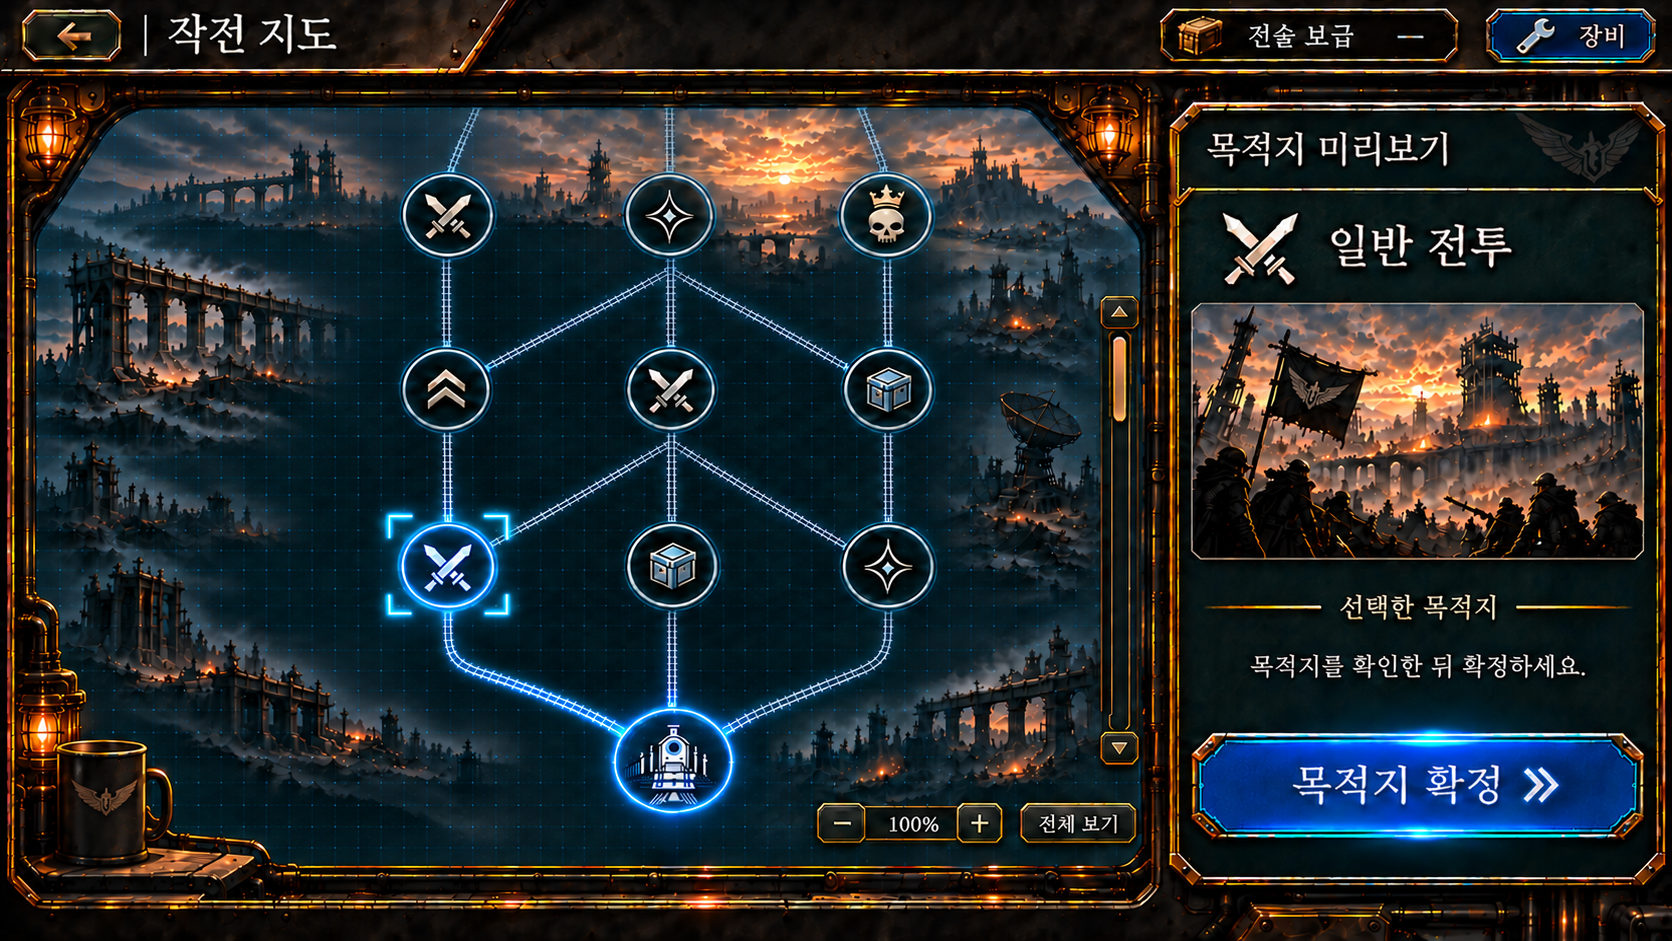 작전 지도
전술 보급 —
장비
목적지 미리보기
일반 전투
선택한 목적지
목적지를 확인한 뒤 확정하세요.
목적지 확정 »
− 100% +
전체 보기